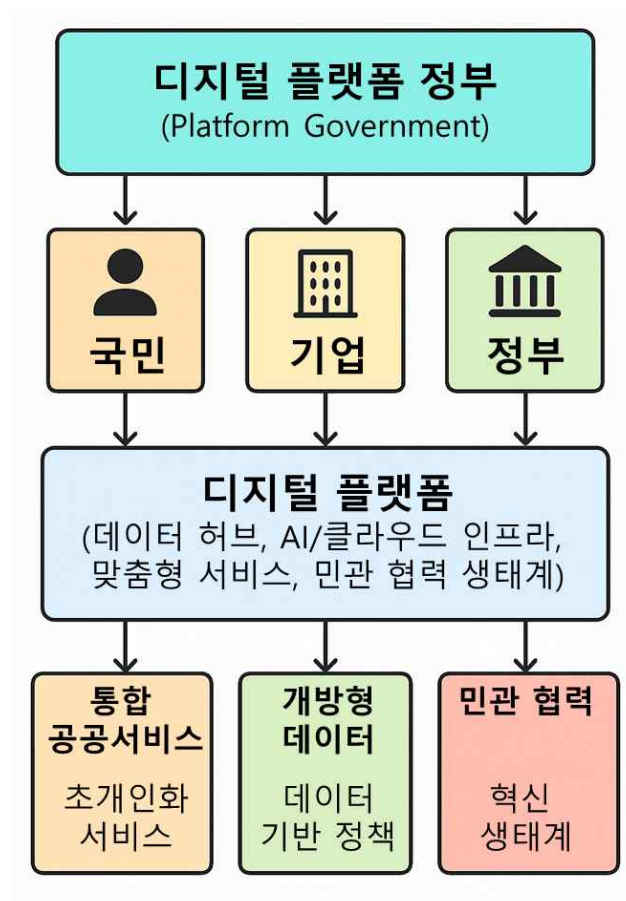 디지털 플랫폼 정부
(Platform Government)
국민
기업
정부
디지털 플랫폼
(데이터 허브, AI/클라우드 인프라,
맞춤형 서비스, 민관 협력 생태계)
통합
공공서비스
초개인화
서비스
개방형
데이터
데이터
기반 정책
민관 협력
혁신
생태계